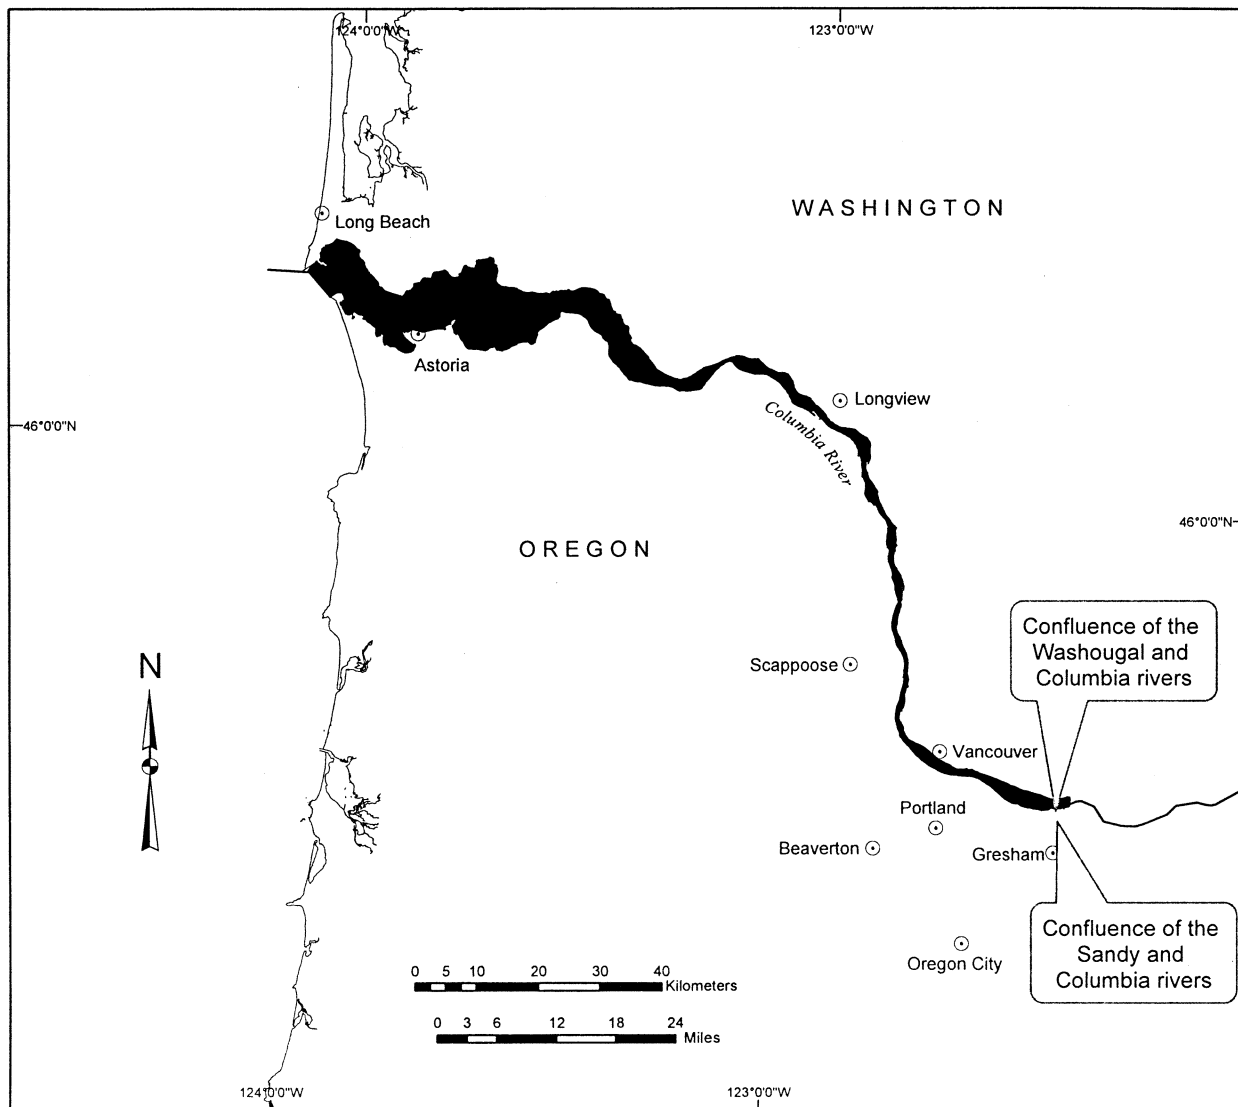 124°0'0"W
123°0'0"W
WASHINGTON
Long Beach
Astoria
Longview
Columbia River
46°0'0"N
46°0'0"N
OREGON
Confluence of the
Washougal and
Columbia rivers
N
Scappoose
Vancouver
Portland
Beaverton
Gresham
Confluence of the
Sandy and
Columbia rivers
Oregon City
0 5 10 20 30 40
Kilometers
0 3 6 12 18 24
Miles
124°0'0"W
123°0'0"W